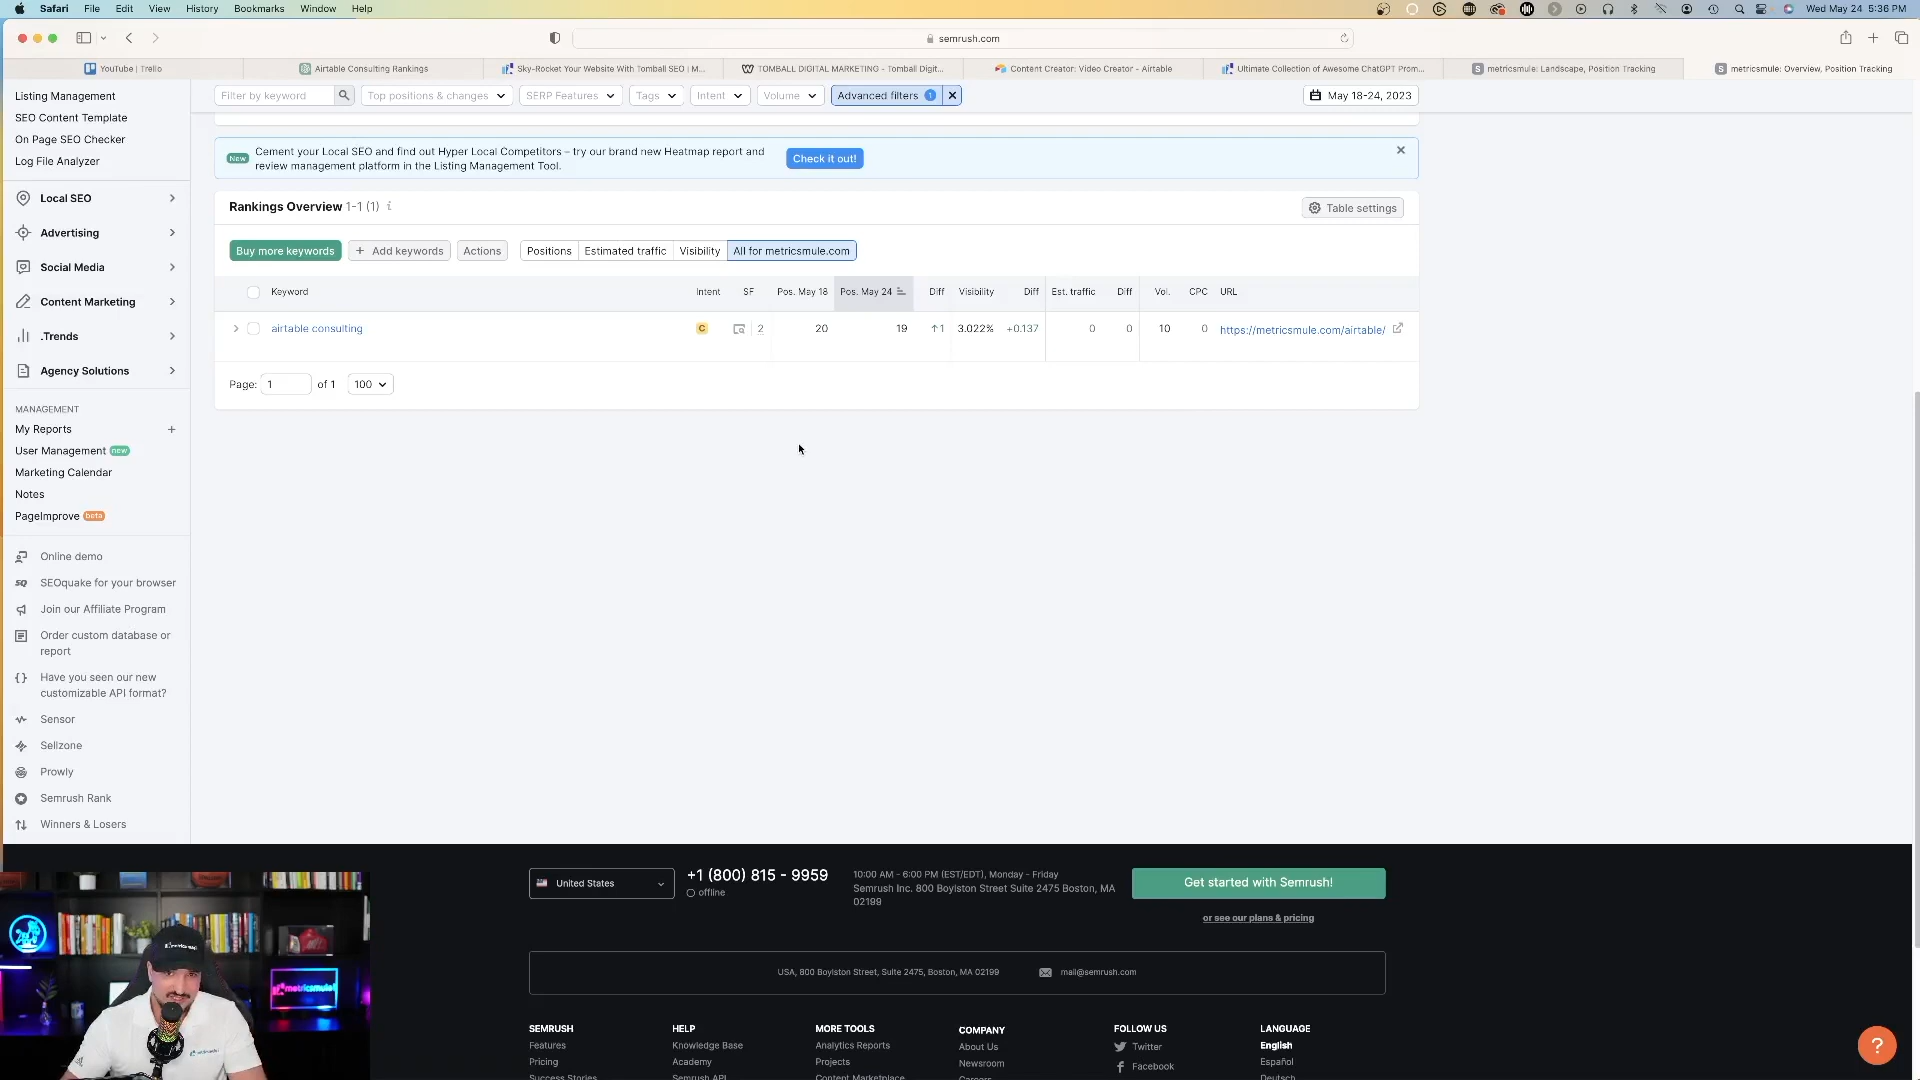 Safari File Edit View History Bookmarks Window Help
Wed May 24 5:36 PM
semrush.com
YouTube | Trello
Airtable Consulting Rankings
Sky-Rocket Your Website With Tomball SEO | M...
TOMBALL DIGITAL MARKETING - Tomball Digit...
Content Creator: Video Creator - Airtable
Ultimate Collection of Awesome ChatGPT Prom...
metricsmule: Landscape, Position Tracking
metricsmule: Overview, Position Tracking
Listing Management
SEO Content Template
On Page SEO Checker
Log File Analyzer
Local SEO
Advertising
Social Media
Content Marketing
.Trends
Agency Solutions
MANAGEMENT
My Reports
User Management new
Marketing Calendar
Notes
PageImprove beta
Online demo
SEOquake for your browser
Join our Affiliate Program
Order custom database or
report
Have you seen our new
customizable API format?
Sensor
Sellzone
Prowly
Semrush Rank
Winners & Losers
Filter by keyword
Top positions & changes
SERP Features
Tags
Intent
Volume
Advanced filters 1
May 18-24, 2023
New
Cement your Local SEO and find out Hyper Local Competitors – try our brand new Heatmap report and
review management platform in the Listing Management Tool.
Check it out!
Rankings Overview 1-1 (1)
Table settings
Buy more keywords
+ Add keywords
Actions
Positions
Estimated traffic
Visibility
All for metricsmule.com
Keyword Intent SF Pos. May 18 Pos. May 24 Diff Visibility Diff Est. traffic Diff Vol. CPC URL
airtable consulting C 2 20 19 ↑1 3.022% +0.137 0 0 10 0 https://metricsmule.com/airtable/
Page: 1 of 1 100
United States
+1 (800) 815 - 9959
offline
10:00 AM - 6:00 PM (EST/EDT), Monday - Friday
Semrush Inc. 800 Boylston Street Suite 2475 Boston, MA
02199
Get started with Semrush!
or see our plans & pricing
USA, 800 Boylston Street, Suite 2475, Boston, MA 02199
mail@semrush.com
SEMRUSH
Features
Pricing
Success Stories
HELP
Knowledge Base
Academy
Semrush API
MORE TOOLS
Analytics Reports
Projects
Content Marketplace
COMPANY
About Us
Newsroom
Careers
FOLLOW US
Twitter
Facebook
LANGUAGE
English
Español
Deutsch
?
metricsmule